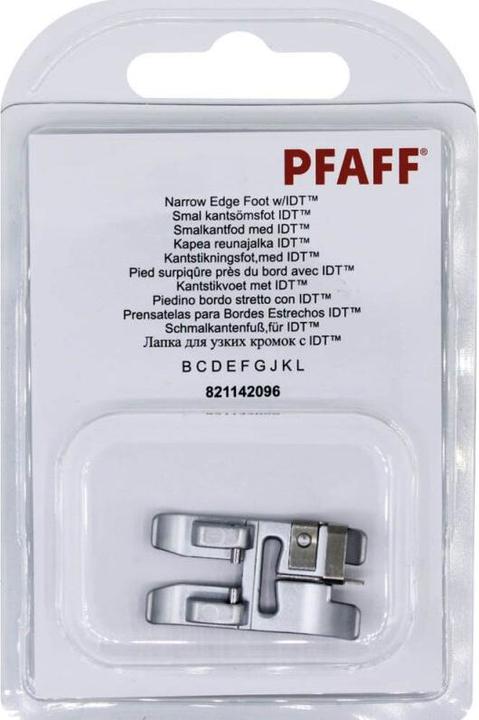 PFAFF®
Narrow Edge Foot w/IDT™
Smal kantsömsfot IDT™
Smalkantfod med IDT™
Kapea reunajalka IDT™
Kantstikningsfot,med IDT™
Pied surpiqûre près du bord avec IDT™
Kantstikvoet met IDT™
Piedino bordo stretto con IDT™
Prensatelas para Bordes Estrechos IDT™
Schmalkantenfuß,für IDT™
Лапка для узких кромок с IDT™
B C D E F G J K L
821142096